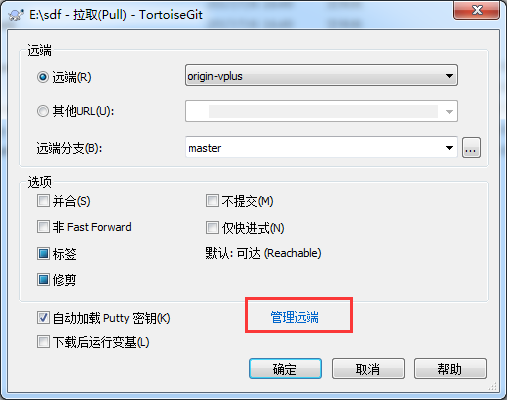 E:\sdf - 拉取(Pull) - TortoiseGit
远端
远端(R)
origin-vplus
其他URL(U):
远端分支(B):
master
...
选项
并合(S)
不提交(M)
非 Fast Forward
仅快进式(N)
标签
默认: 可达 (Reachable)
修剪
自动加载 Putty 密钥(K)
管理远端
下载后运行变基(L)
确定
取消
帮助